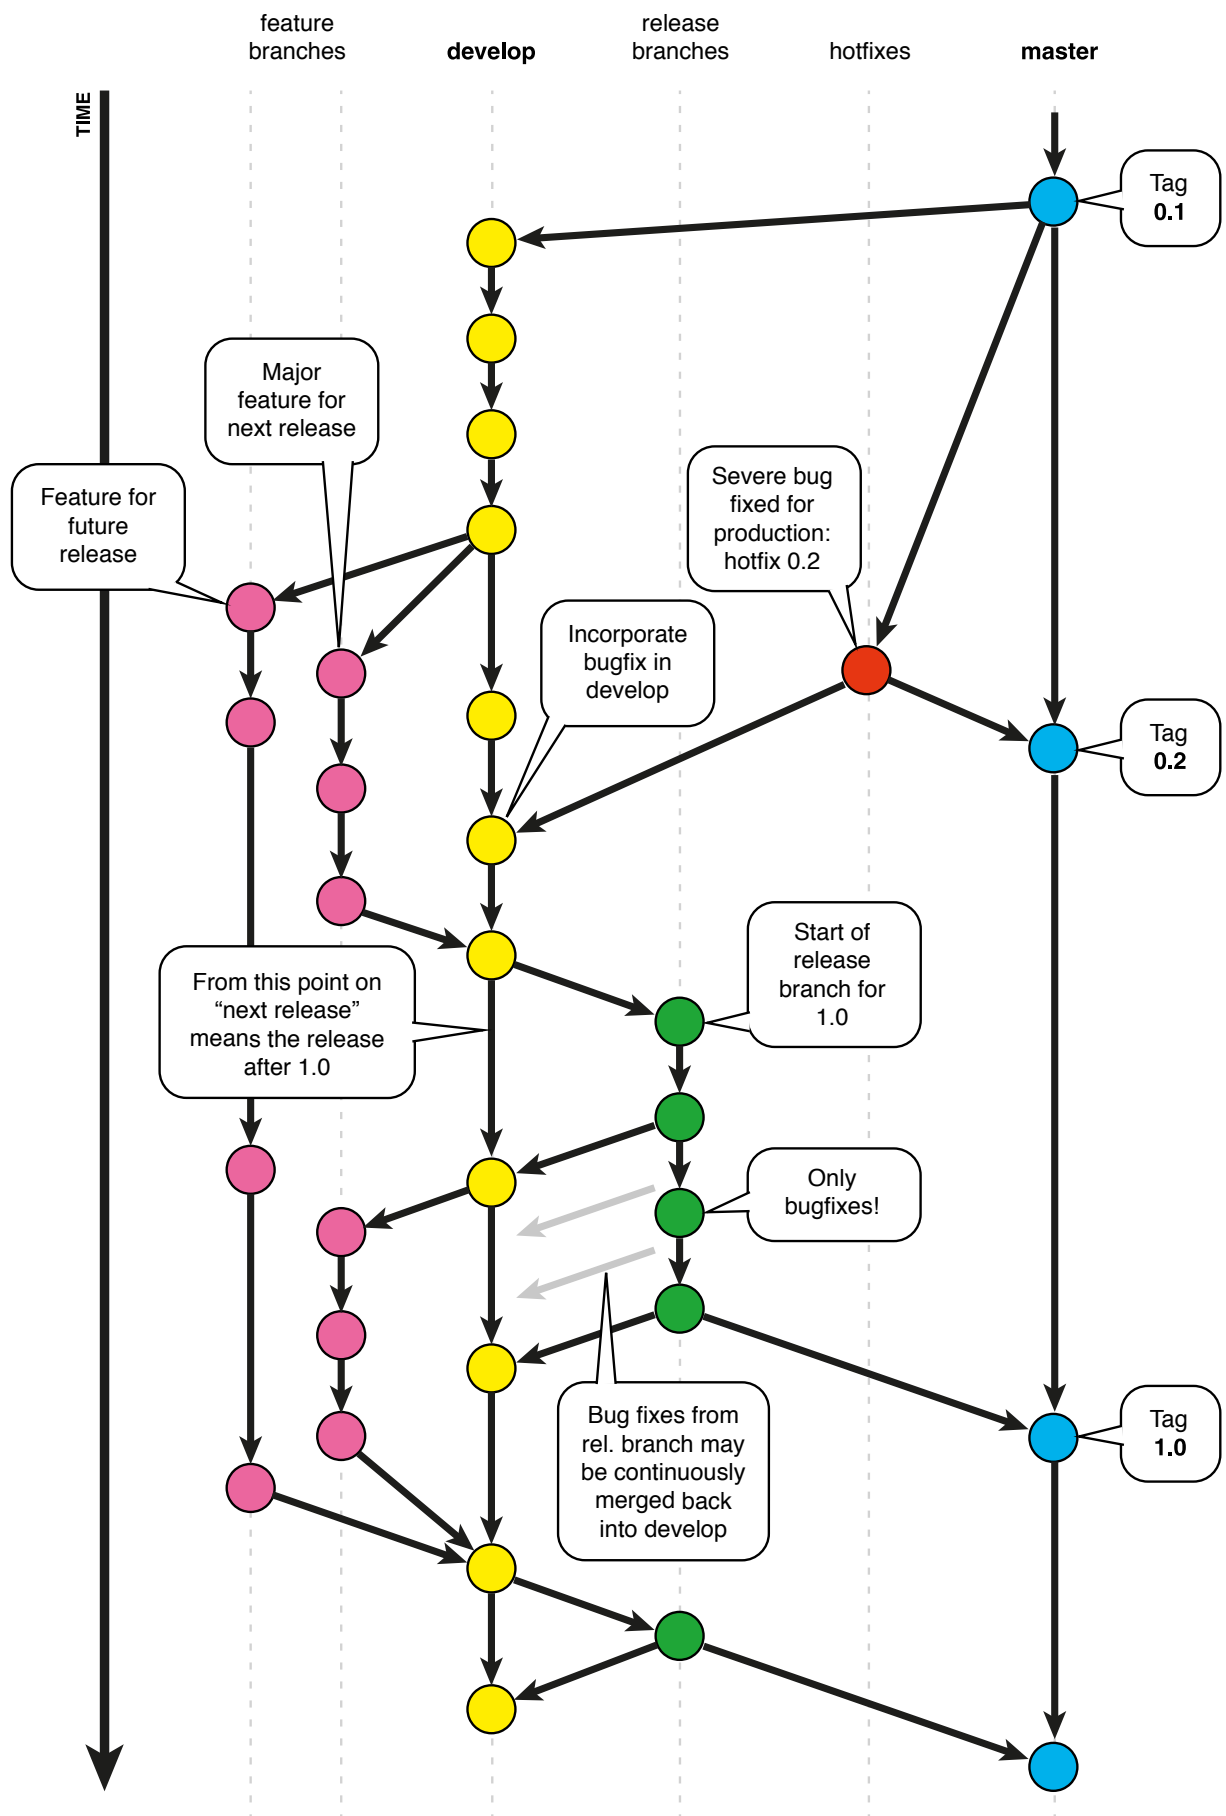 feature
branches
develop
release
branches
hotfixes
master
TIME
Tag
0.1
Major
feature for
next release
Feature for
future
release
Severe bug
fixed for
production:
hotfix 0.2
Incorporate
bugfix in
develop
Tag
0.2
Start of
release
branch for
1.0
From this point on
“next release”
means the release
after 1.0
Only
bugfixes!
Bug fixes from
rel. branch may
be continuously
merged back
into develop
Tag
1.0